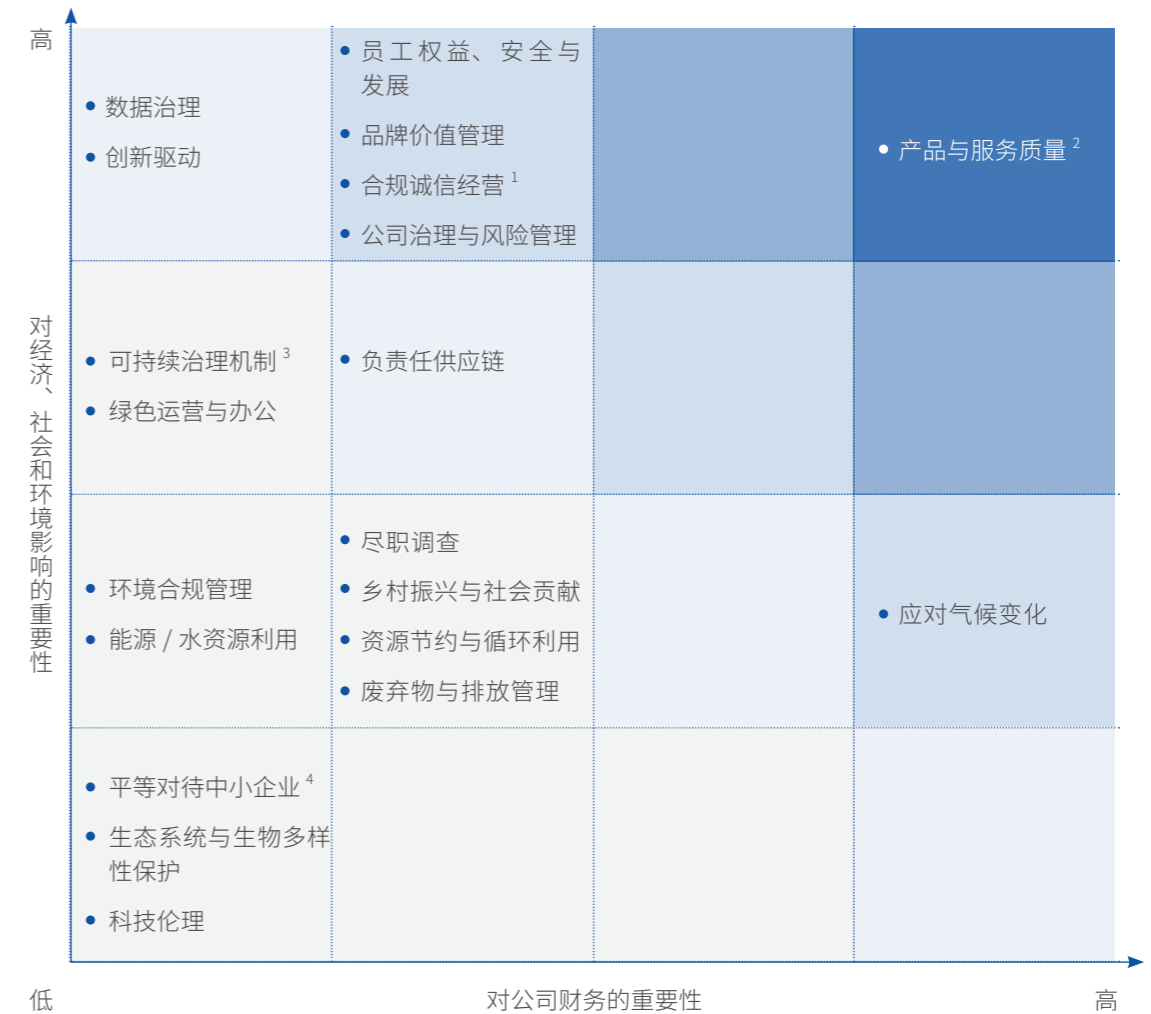 高
数据治理
创新驱动
员工权益、安全与
发展
品牌价值管理
合规诚信经营 1
公司治理与风险管理
产品与服务质量 2
对经济、社会和环境影响的重要性
可持续治理机制 3
绿色运营与办公
负责任供应链
环境合规管理
能源 / 水资源利用
尽职调查
乡村振兴与社会贡献
资源节约与循环利用
废弃物与排放管理
应对气候变化
平等对待中小企业 4
生态系统与生物多样
性保护
科技伦理
低
对公司财务的重要性
高